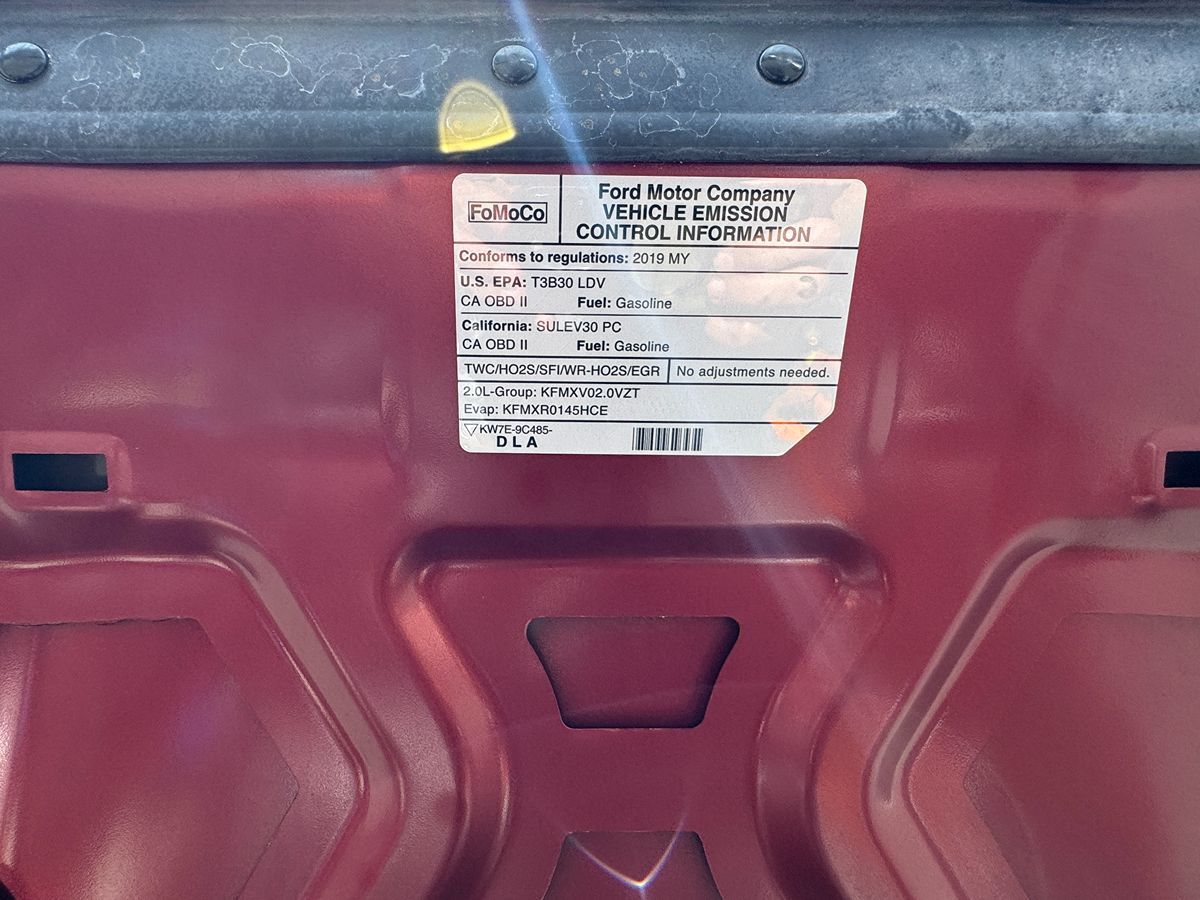 FoMoCo
Ford Motor Company
VEHICLE EMISSION
CONTROL INFORMATION
Conforms to regulations: 2019 MY
U.S. EPA: T3B30 LDV
CA OBD II Fuel: Gasoline
California: SULEV30 PC
CA OBD II Fuel: Gasoline
TWC/HO2S/SFI/WR-HO2S/EGR No adjustments needed.
2.0L-Group: KFMXV02.0VZT
Evap: KFMXR0145HCE
KW7E-9C485-
DLA